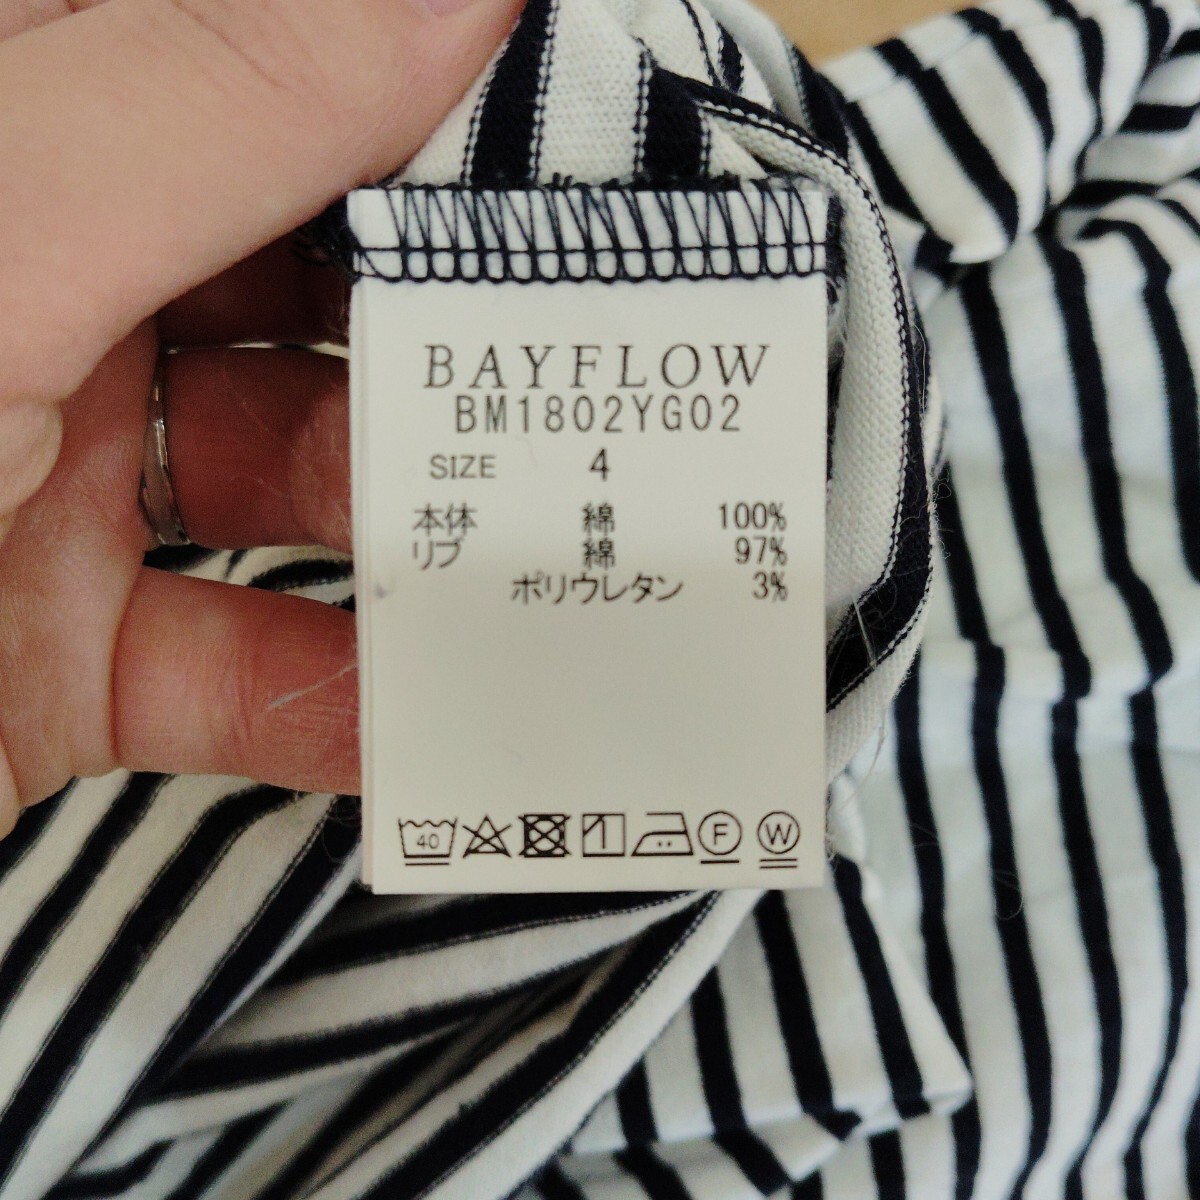 BAYFLOW
BM1802YG02
SIZE 4
本体 綿 100%
リブ 綿 97%
ポリウレタン 3%
40 F W